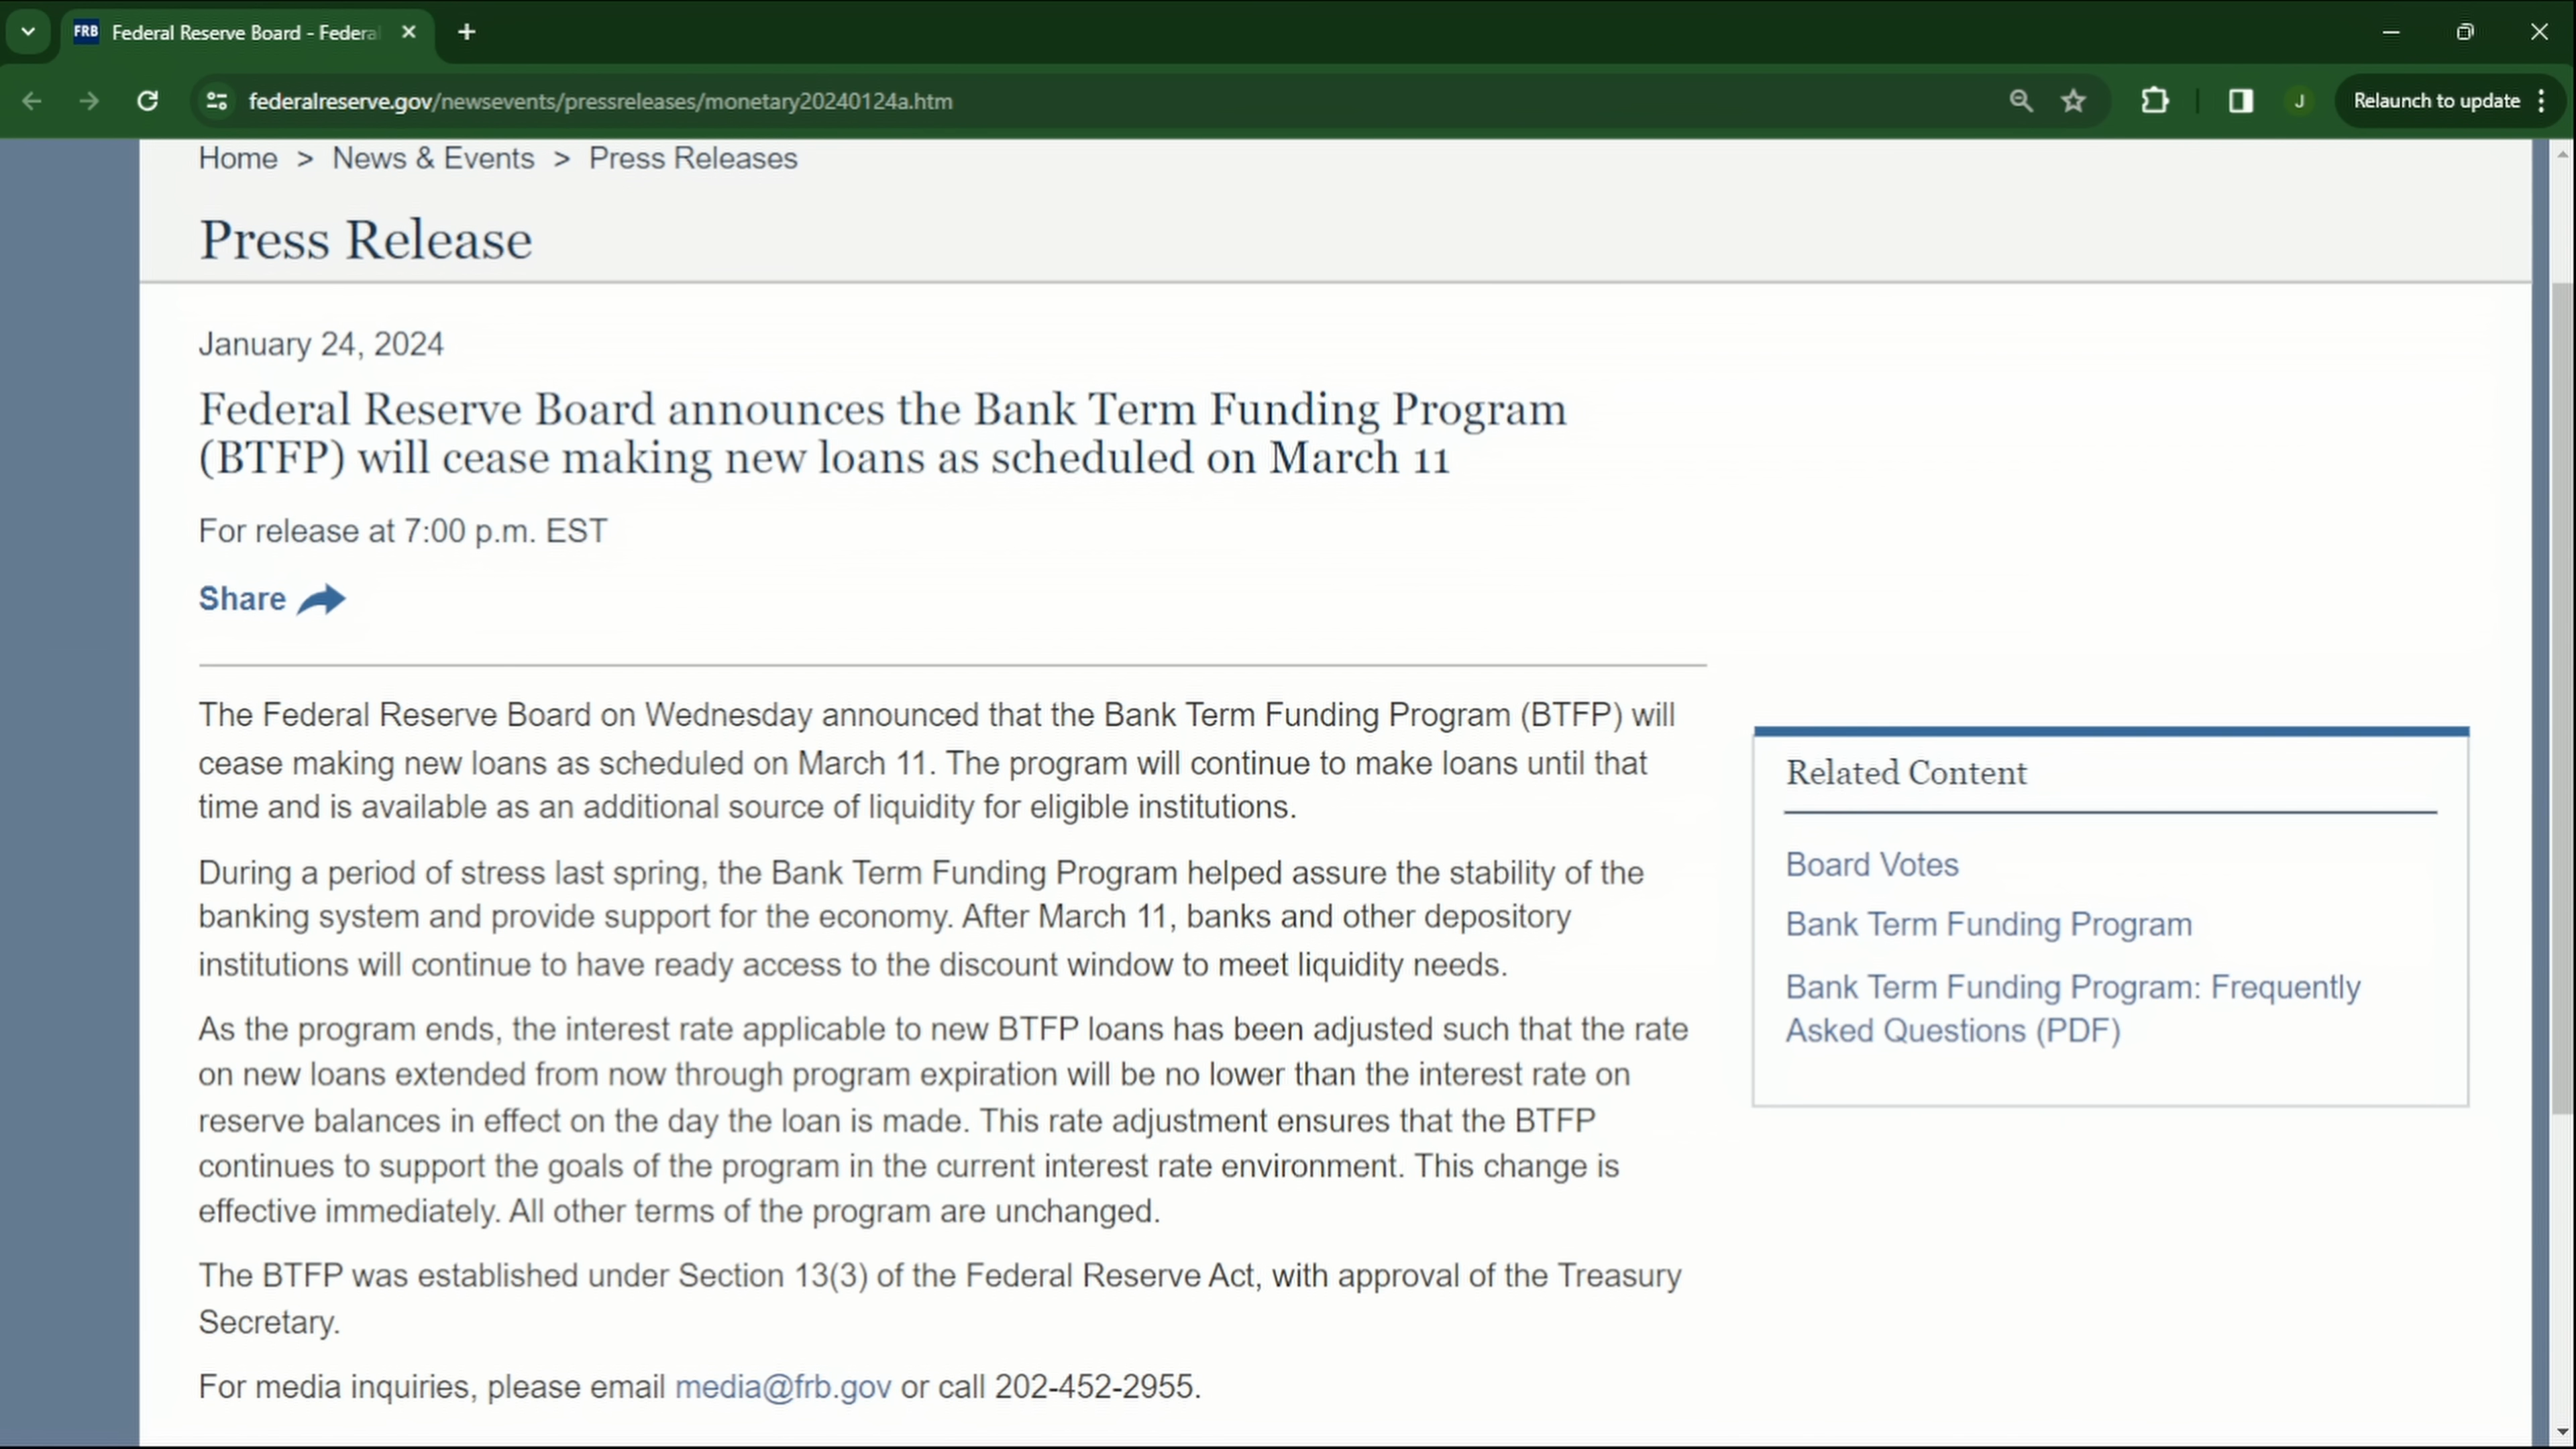 FRB Federal Reserve Board - Federal
federalreserve.gov/newsevents/pressreleases/monetary20240124a.htm
J
Relaunch to update
Home > News & Events > Press Releases
Press Release
January 24, 2024
Federal Reserve Board announces the Bank Term Funding Program
(BTFP) will cease making new loans as scheduled on March 11
For release at 7:00 p.m. EST
Share
The Federal Reserve Board on Wednesday announced that the Bank Term Funding Program (BTFP) will
cease making new loans as scheduled on March 11. The program will continue to make loans until that
time and is available as an additional source of liquidity for eligible institutions.
During a period of stress last spring, the Bank Term Funding Program helped assure the stability of the
banking system and provide support for the economy. After March 11, banks and other depository
institutions will continue to have ready access to the discount window to meet liquidity needs.
As the program ends, the interest rate applicable to new BTFP loans has been adjusted such that the rate
on new loans extended from now through program expiration will be no lower than the interest rate on
reserve balances in effect on the day the loan is made. This rate adjustment ensures that the BTFP
continues to support the goals of the program in the current interest rate environment. This change is
effective immediately. All other terms of the program are unchanged.
The BTFP was established under Section 13(3) of the Federal Reserve Act, with approval of the Treasury
Secretary.
For media inquiries, please email media@frb.gov or call 202-452-2955.
Related Content
Board Votes
Bank Term Funding Program
Bank Term Funding Program: Frequently
Asked Questions (PDF)